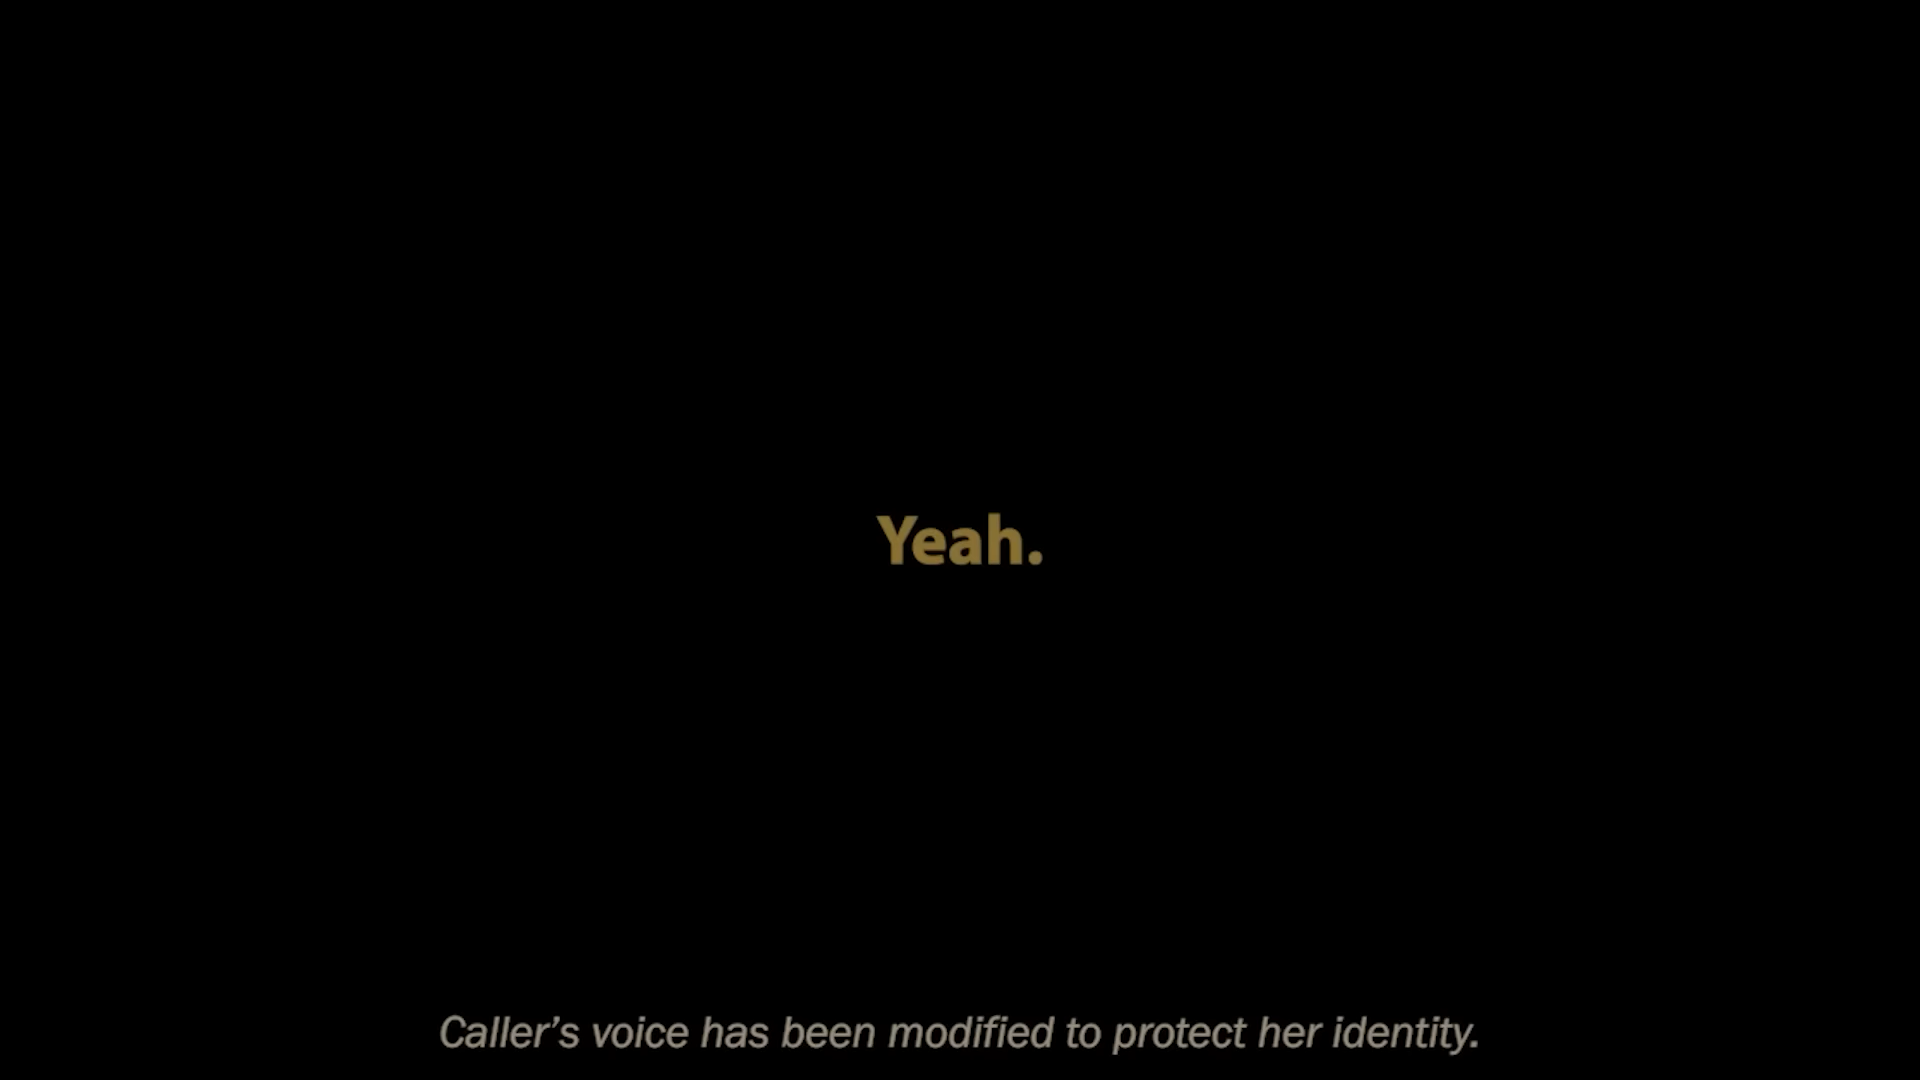 Yeah.
Caller’s voice has been modified to protect her identity.